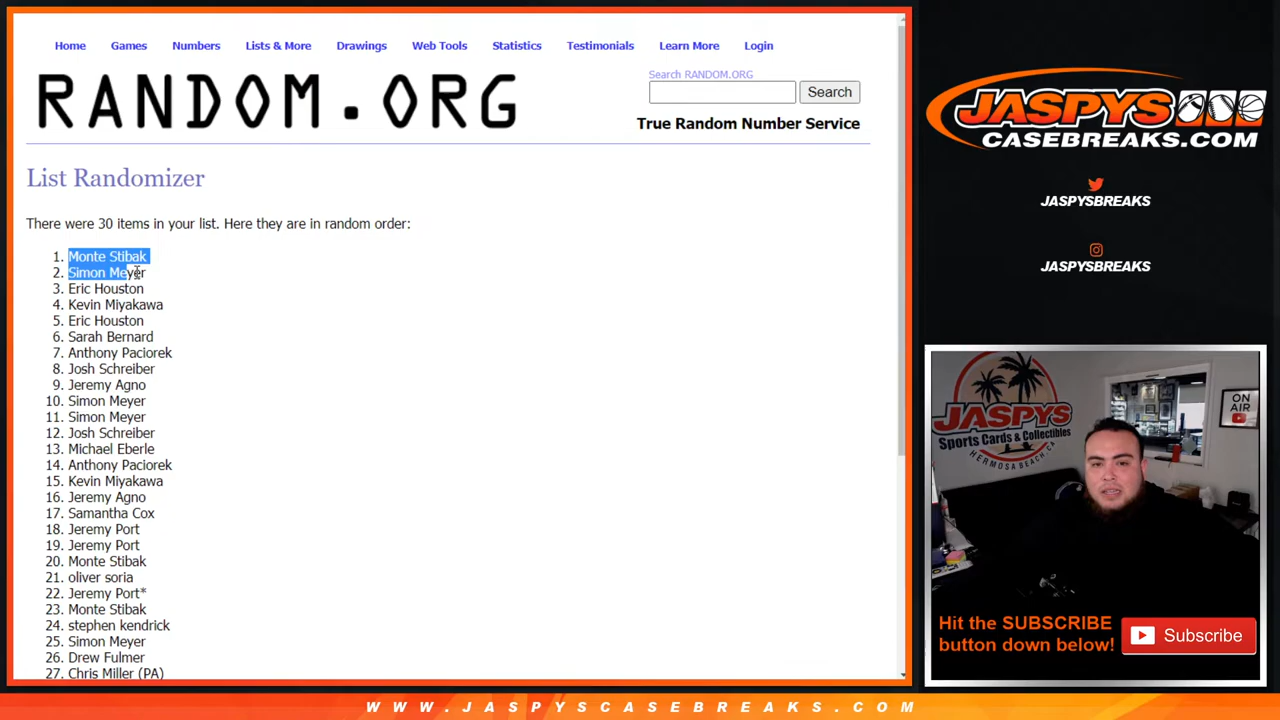 Home Games Numbers Lists & More Drawings Web Tools Statistics Testimonials Learn More Login
RANDOM.ORG
Search RANDOM.ORG
Search
True Random Number Service
List Randomizer
There were 30 items in your list. Here they are in random order:
1. Monte Stibak
2. Simon Meyer
3. Eric Houston
4. Kevin Miyakawa
5. Eric Houston
6. Sarah Bernard
7. Anthony Paciorek
8. Josh Schreiber
9. Jeremy Agno
10. Simon Meyer
11. Simon Meyer
12. Josh Schreiber
13. Michael Eberle
14. Anthony Paciorek
15. Kevin Miyakawa
16. Jeremy Agno
17. Samantha Cox
18. Jeremy Port
19. Jeremy Port
20. Monte Stibak
21. oliver soria
22. Jeremy Port*
23. Monte Stibak
24. stephen kendrick
25. Simon Meyer
26. Drew Fulmer
27. Chris Miller (PA)
JASPYS
CASEBREAKS.COM
JASPYSBREAKS
JASPYSBREAKS
JASPYS
Sports Cards & Collectibles
HERMOSA BEACH, CA
ON
AIR
Hit the SUBSCRIBE
button down below!
Subscribe
WWW.JASPYSCASEBREAKS.COM